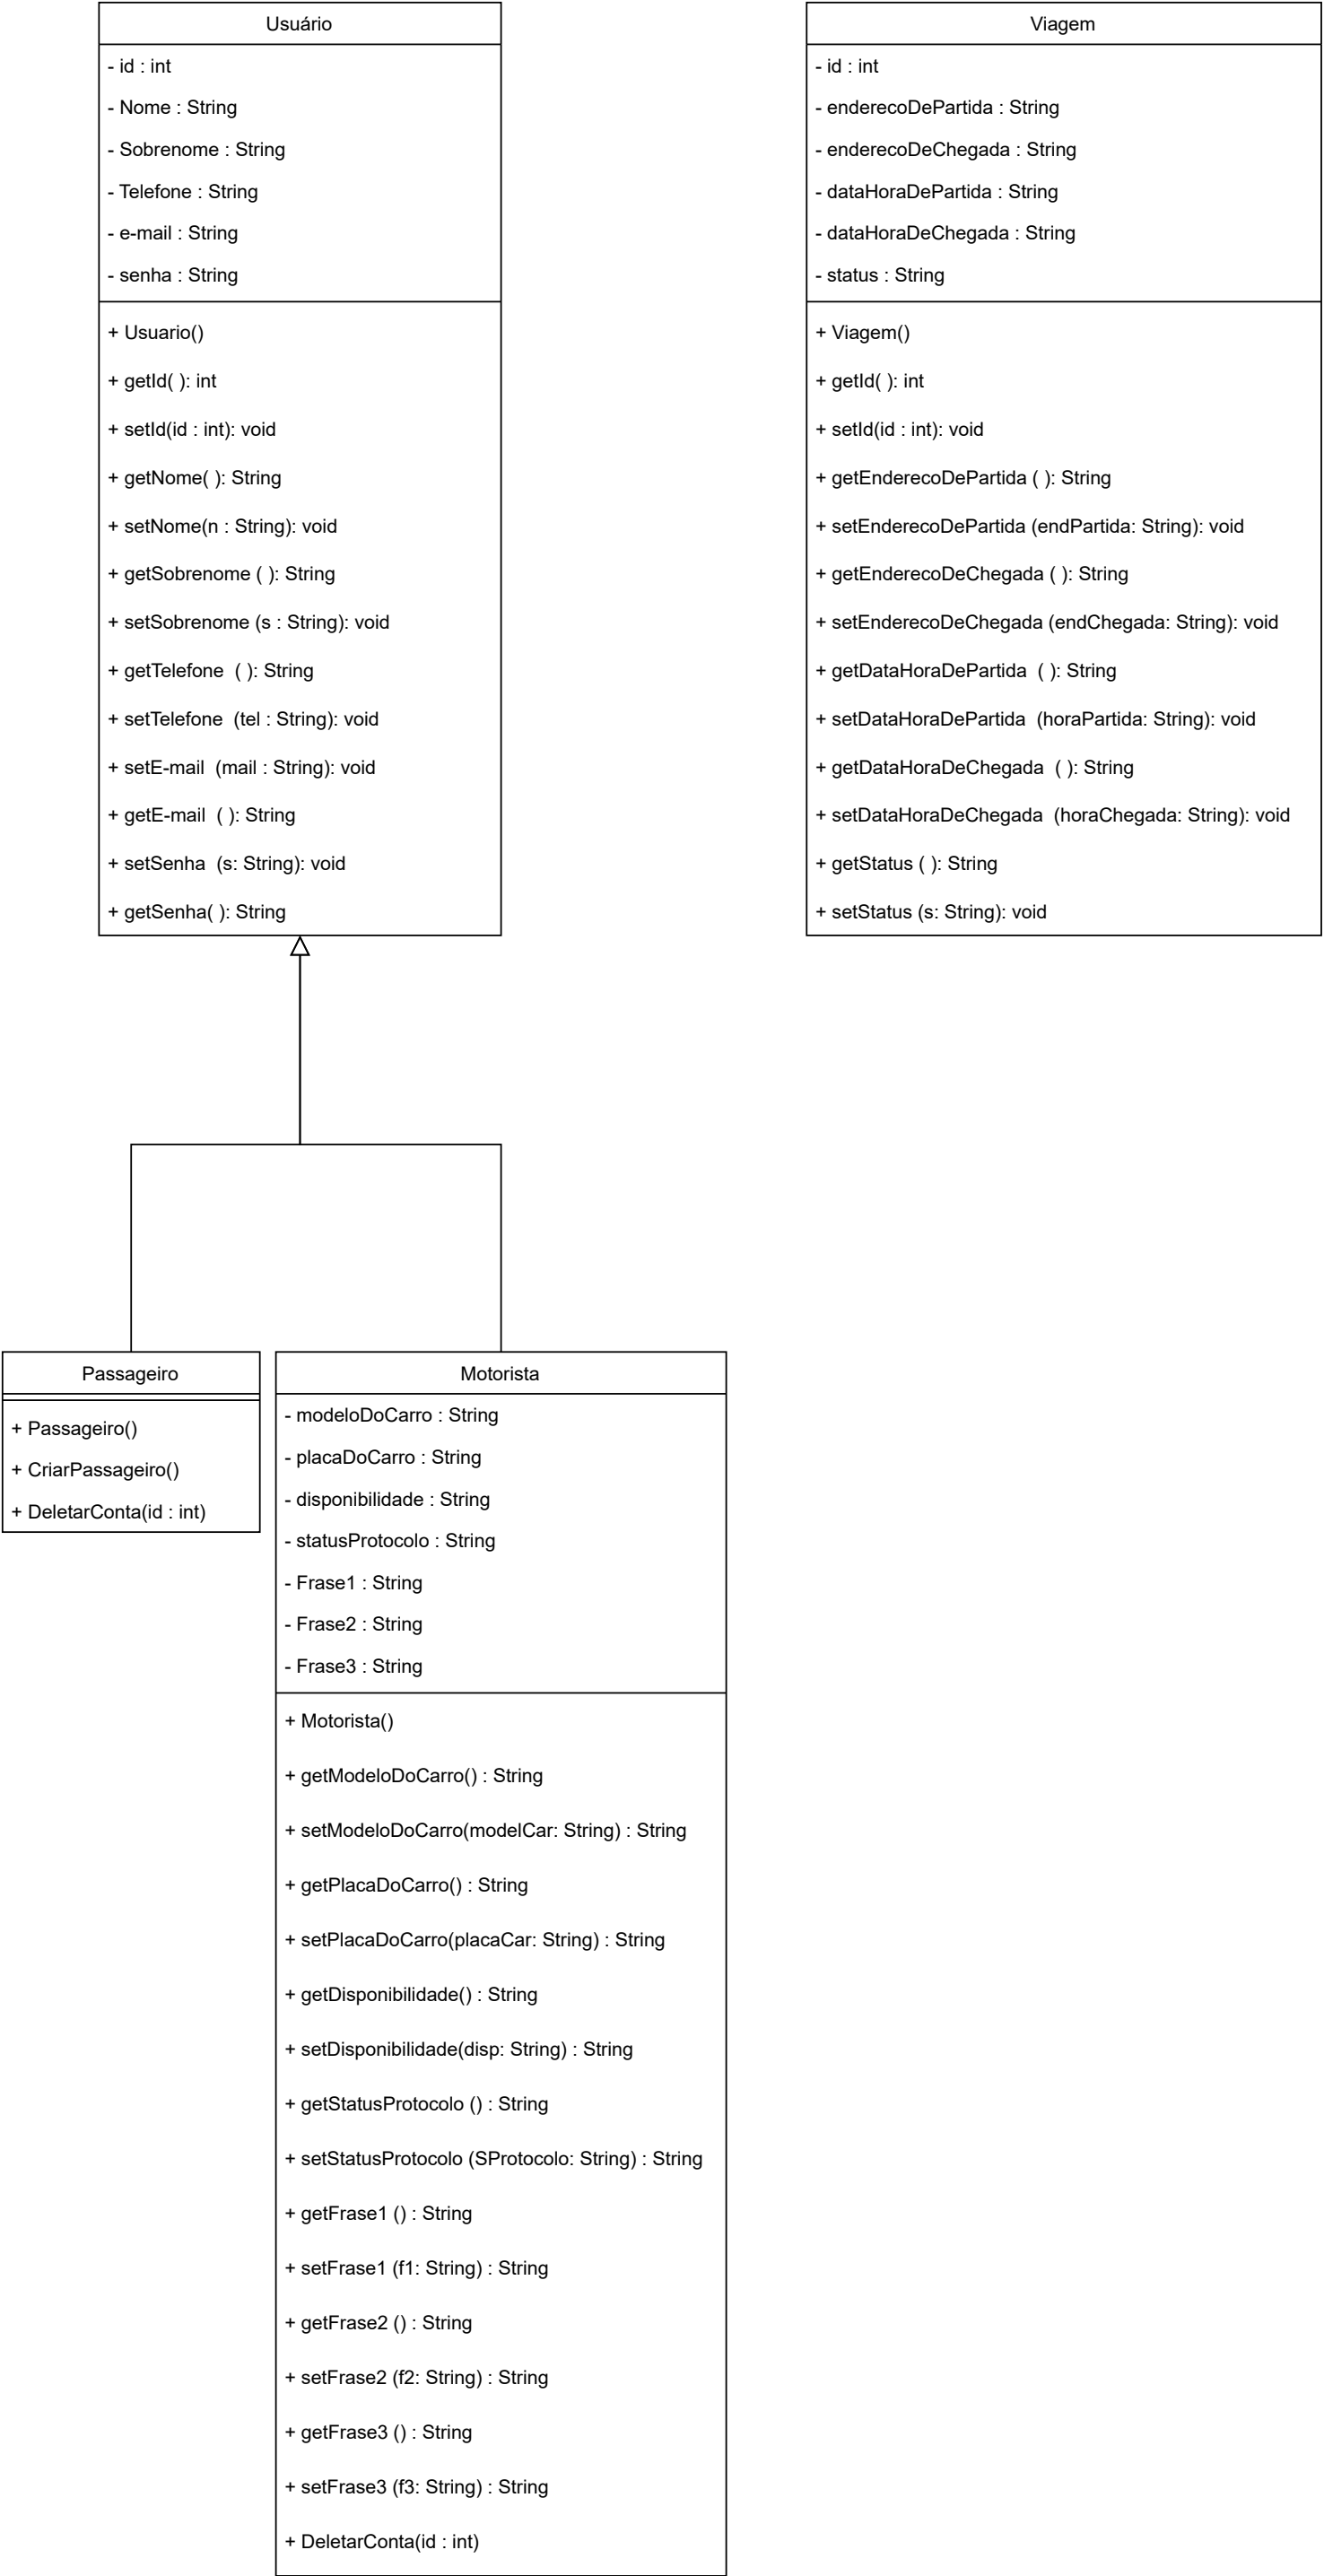 Usuário
- id : int
- Nome : String
- Sobrenome : String
- Telefone : String
- e-mail : String
- senha : String
+ Usuario()
+ getId( ): int
+ setId(id : int): void
+ getNome( ): String
+ setNome(n : String): void
+ getSobrenome ( ): String
+ setSobrenome (s : String): void
+ getTelefone  ( ): String
+ setTelefone  (tel : String): void
+ setE-mail  (mail : String): void
+ getE-mail  ( ): String
+ setSenha  (s: String): void
+ getSenha( ): String
Viagem
- id : int
- enderecoDePartida : String
- enderecoDeChegada : String
- dataHoraDePartida : String
- dataHoraDeChegada : String
- status : String
+ Viagem()
+ getId( ): int
+ setId(id : int): void
+ getEnderecoDePartida ( ): String
+ setEnderecoDePartida (endPartida: String): void
+ getEnderecoDeChegada ( ): String
+ setEnderecoDeChegada (endChegada: String): void
+ getDataHoraDePartida  ( ): String
+ setDataHoraDePartida  (horaPartida: String): void
+ getDataHoraDeChegada  ( ): String
+ setDataHoraDeChegada  (horaChegada: String): void
+ getStatus ( ): String
+ setStatus (s: String): void
Passageiro
+ Passageiro()
+ CriarPassageiro()
+ DeletarConta(id : int)
Motorista
- modeloDoCarro : String
- placaDoCarro : String
- disponibilidade : String
- statusProtocolo : String
- Frase1 : String
- Frase2 : String
- Frase3 : String
+ Motorista()
+ getModeloDoCarro() : String
+ setModeloDoCarro(modelCar: String) : String
+ getPlacaDoCarro() : String
+ setPlacaDoCarro(placaCar: String) : String
+ getDisponibilidade() : String
+ setDisponibilidade(disp: String) : String
+ getStatusProtocolo () : String
+ setStatusProtocolo (SProtocolo: String) : String
+ getFrase1 () : String
+ setFrase1 (f1: String) : String
+ getFrase2 () : String
+ setFrase2 (f2: String) : String
+ getFrase3 () : String
+ setFrase3 (f3: String) : String
+ DeletarConta(id : int)